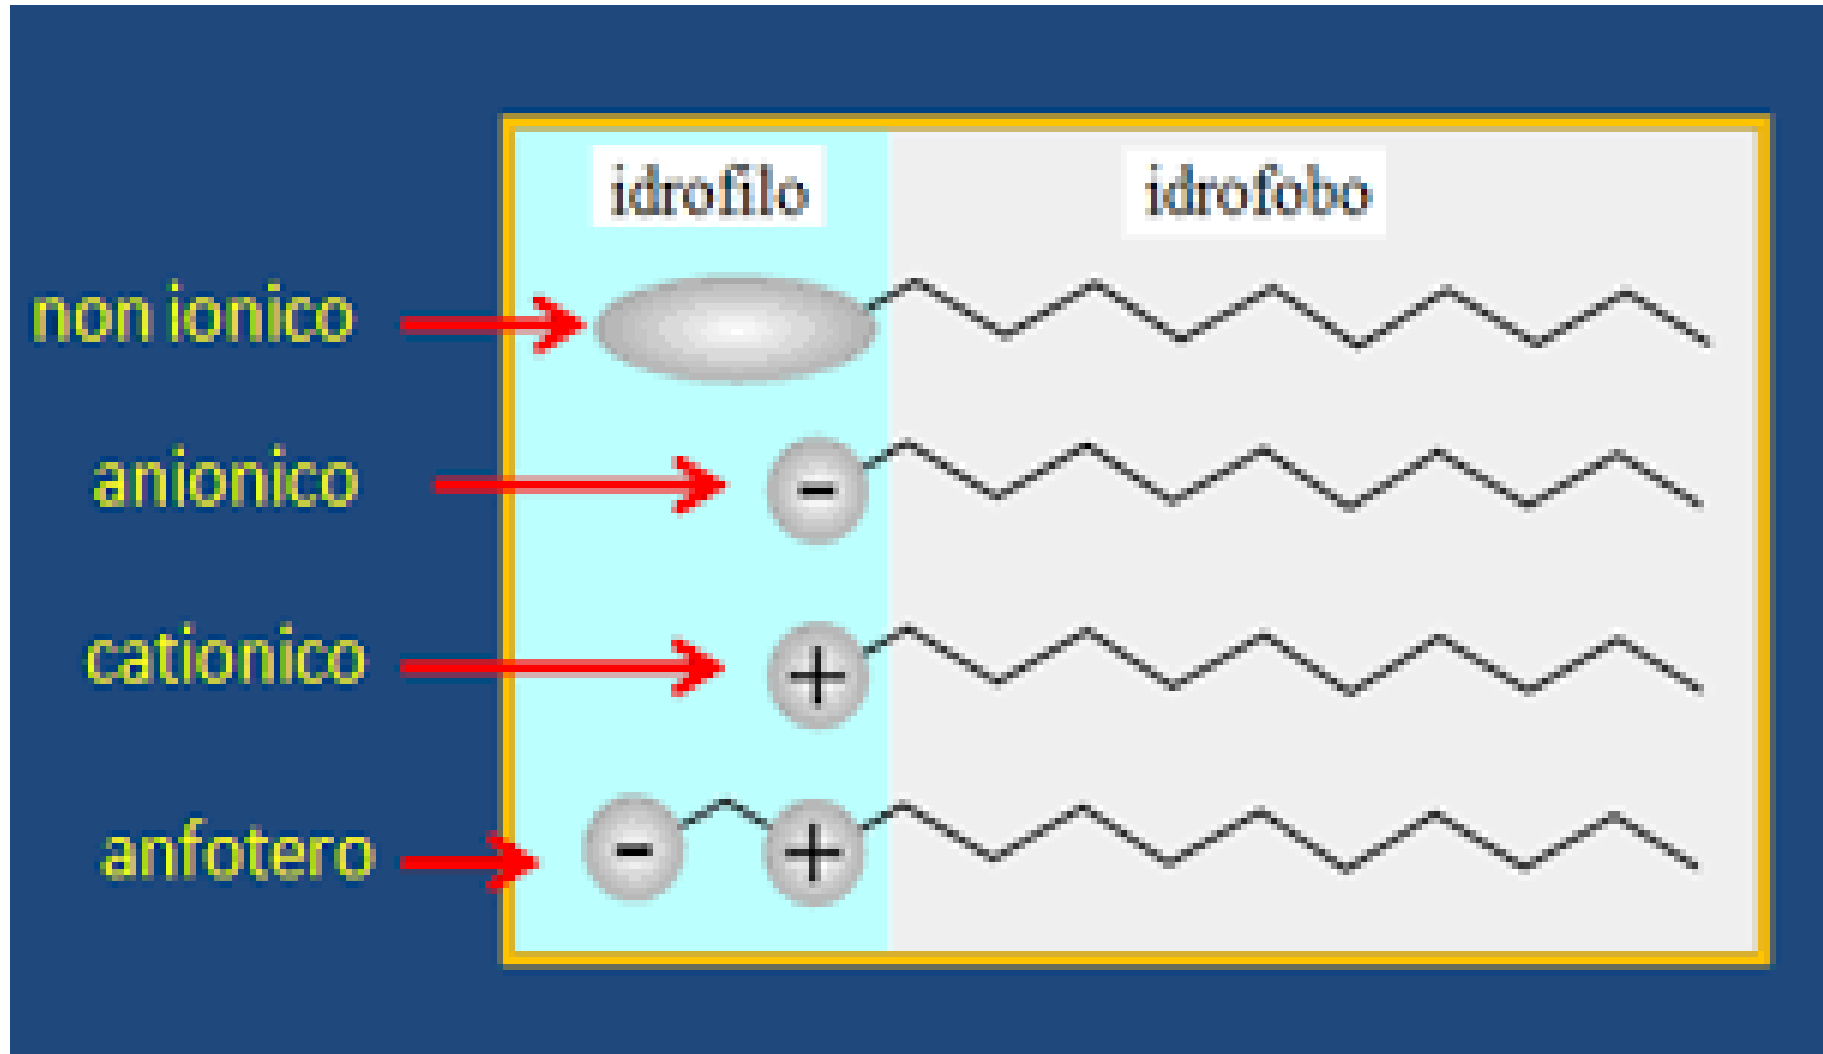 idrofilo
idrofobo
non ionico
anionico
-
cationico
+
anfotero
- +